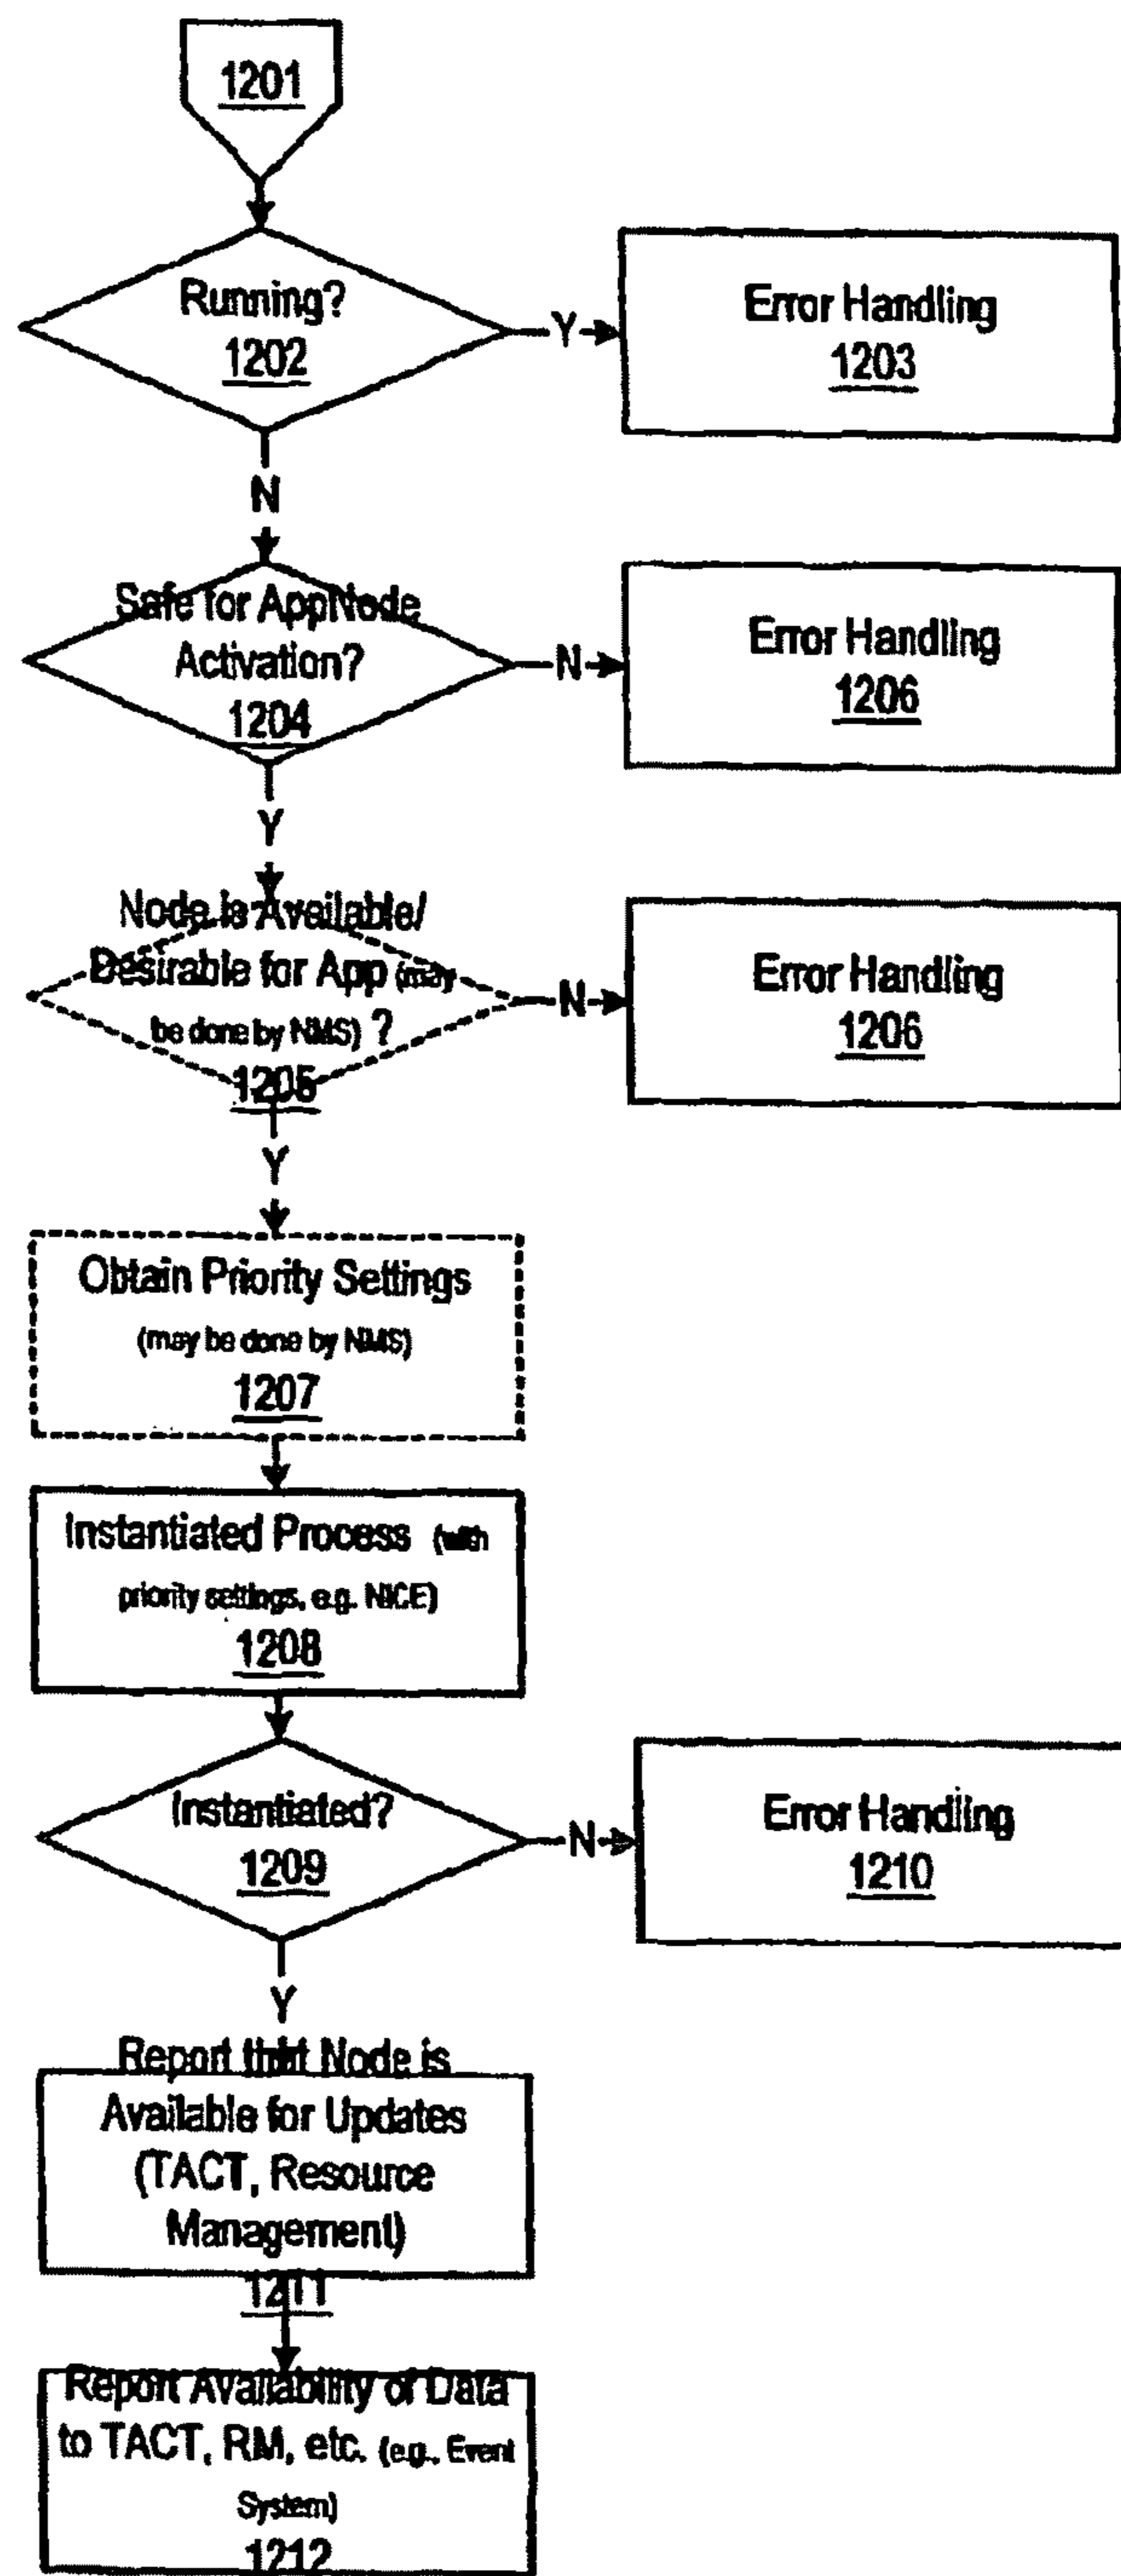 1201
Running?
1202
Y
Error Handling
1203
N
Safe for AppNode
Activation?
1204
N
Error Handling
1206
Y
Node is Available/
Desirable for App (may
be done by NMS) ?
1205
N
Error Handling
1206
Y
Obtain Priority Settings
(may be done by NMS)
1207
Instantiated Process (with
priority settings, e.g. NICE)
1208
Instantiated?
1209
N
Error Handling
1210
Y
Report that Node is
Available for Updates
(TACT, Resource
Management)
1211
Report Availability of Data
to TACT, RM, etc. (e.g., Event
System)
1212